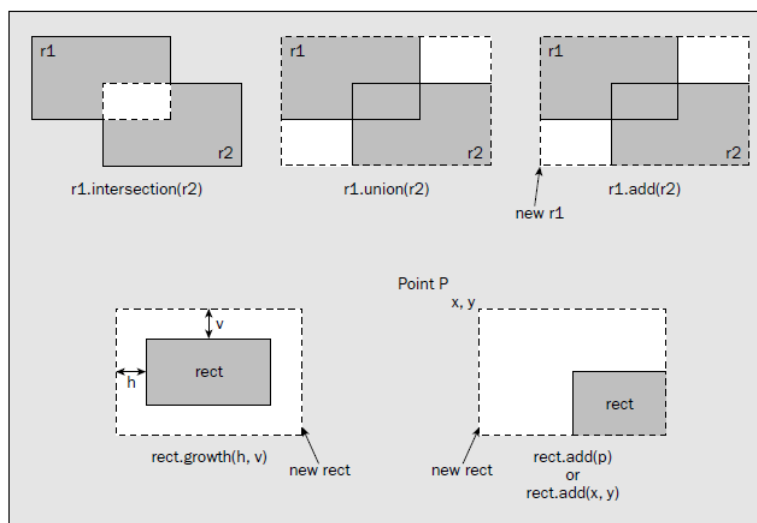 r1
r2
r1.intersection(r2)
r1
r2
r1.union(r2)
r1
r2
new r1
r1.add(r2)
v
h
rect
rect.growth(h, v)
new rect
Point P
x, y
rect
new rect
rect.add(p)
or
rect.add(x, y)